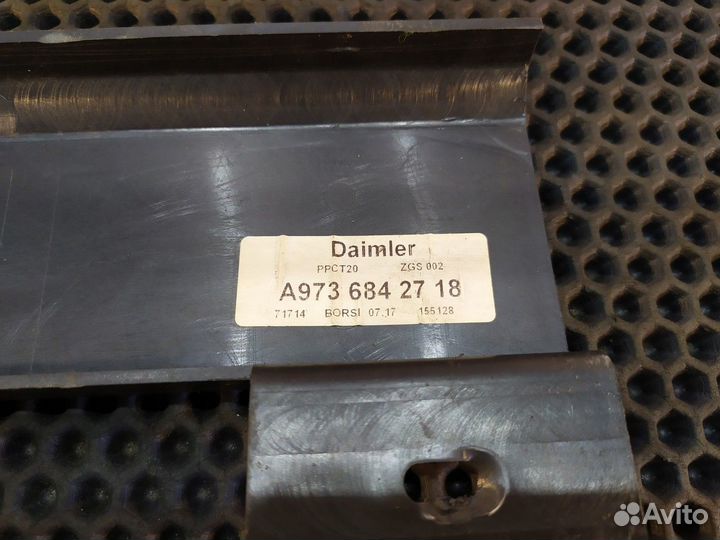 Daimler
PPCT20 ZGS 002
A973 684 27 18
71714 BORSI 07.17 155128
Avito